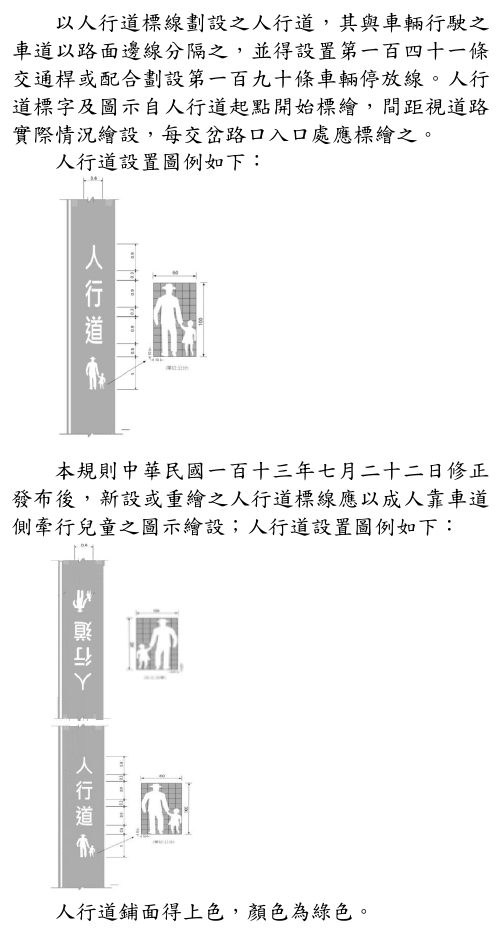 以人行道標線劃設之人行道，其與車輛行駛之
車道以路面邊線分隔之，並得設置第一百四十一條
交通桿或配合劃設第一百九十條車輛停放線。人行
道標字及圖示自人行道起點開始標繪，間距視道路
實際情況繪設，每交岔路口入口處應標繪之。
人行道設置圖例如下：
人
行
道
60
100
(單位:公分)
本規則中華民國一百十三年七月二十二日修正
發布後，新設或重繪之人行道標線應以成人靠車道
側牽行兒童之圖示繪設；人行道設置圖例如下：
人行道
人
行
道
人行道鋪面得上色，顏色為綠色。